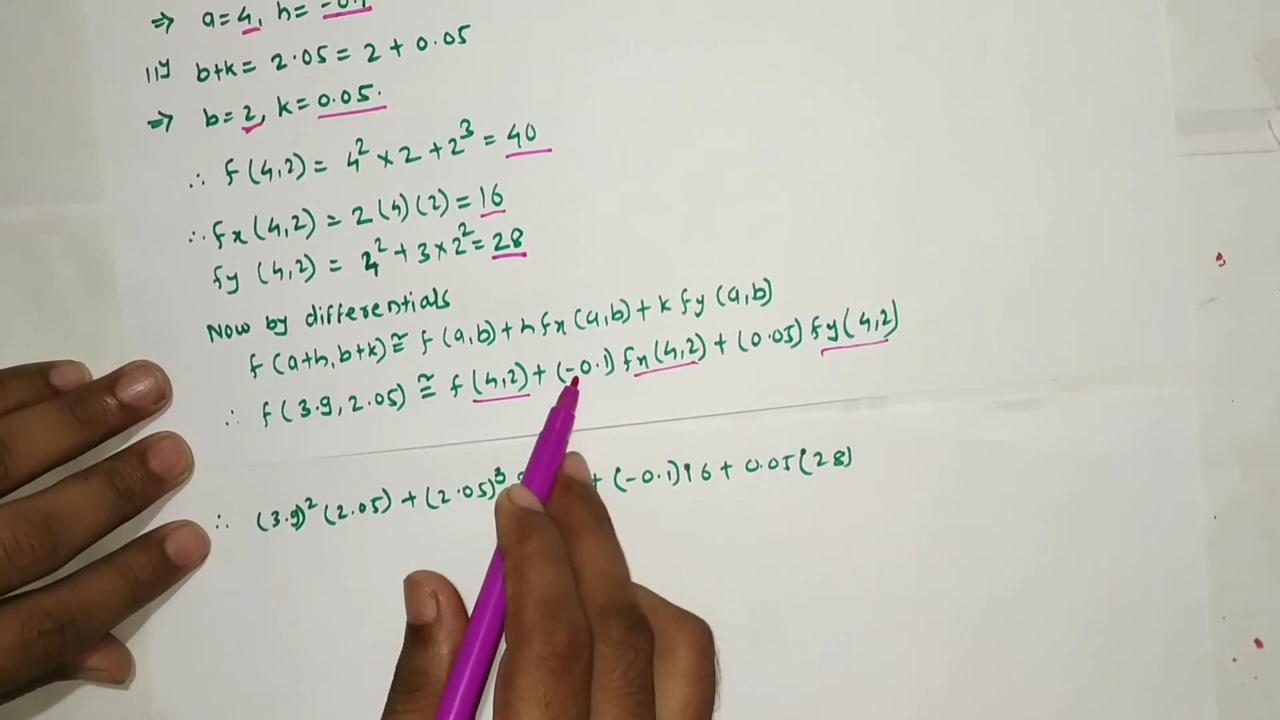 ⇒ a=4, h= -0.1
lly b+k= 2.05 = 2 + 0.05
⇒ b= 2, k= 0.05.
∴ f(4,2)= 4² × 2 + 2³ = 40
∴ fx(4,2) = 2(4)(2) = 16
fy (4,2) = 4² + 3×2² = 28
Now by differentials
f(a+h, b+k) ≅ f(a,b) + h fx(a,b) + k fy(a,b)
∴ f(3.9, 2.05) ≅ f(4,2) + (-0.1) fx(4,2) + (0.05) fy(4,2)
∴ (3.9)² (2.05) + (2.05)³ + (-0.1)16 + 0.05(28)